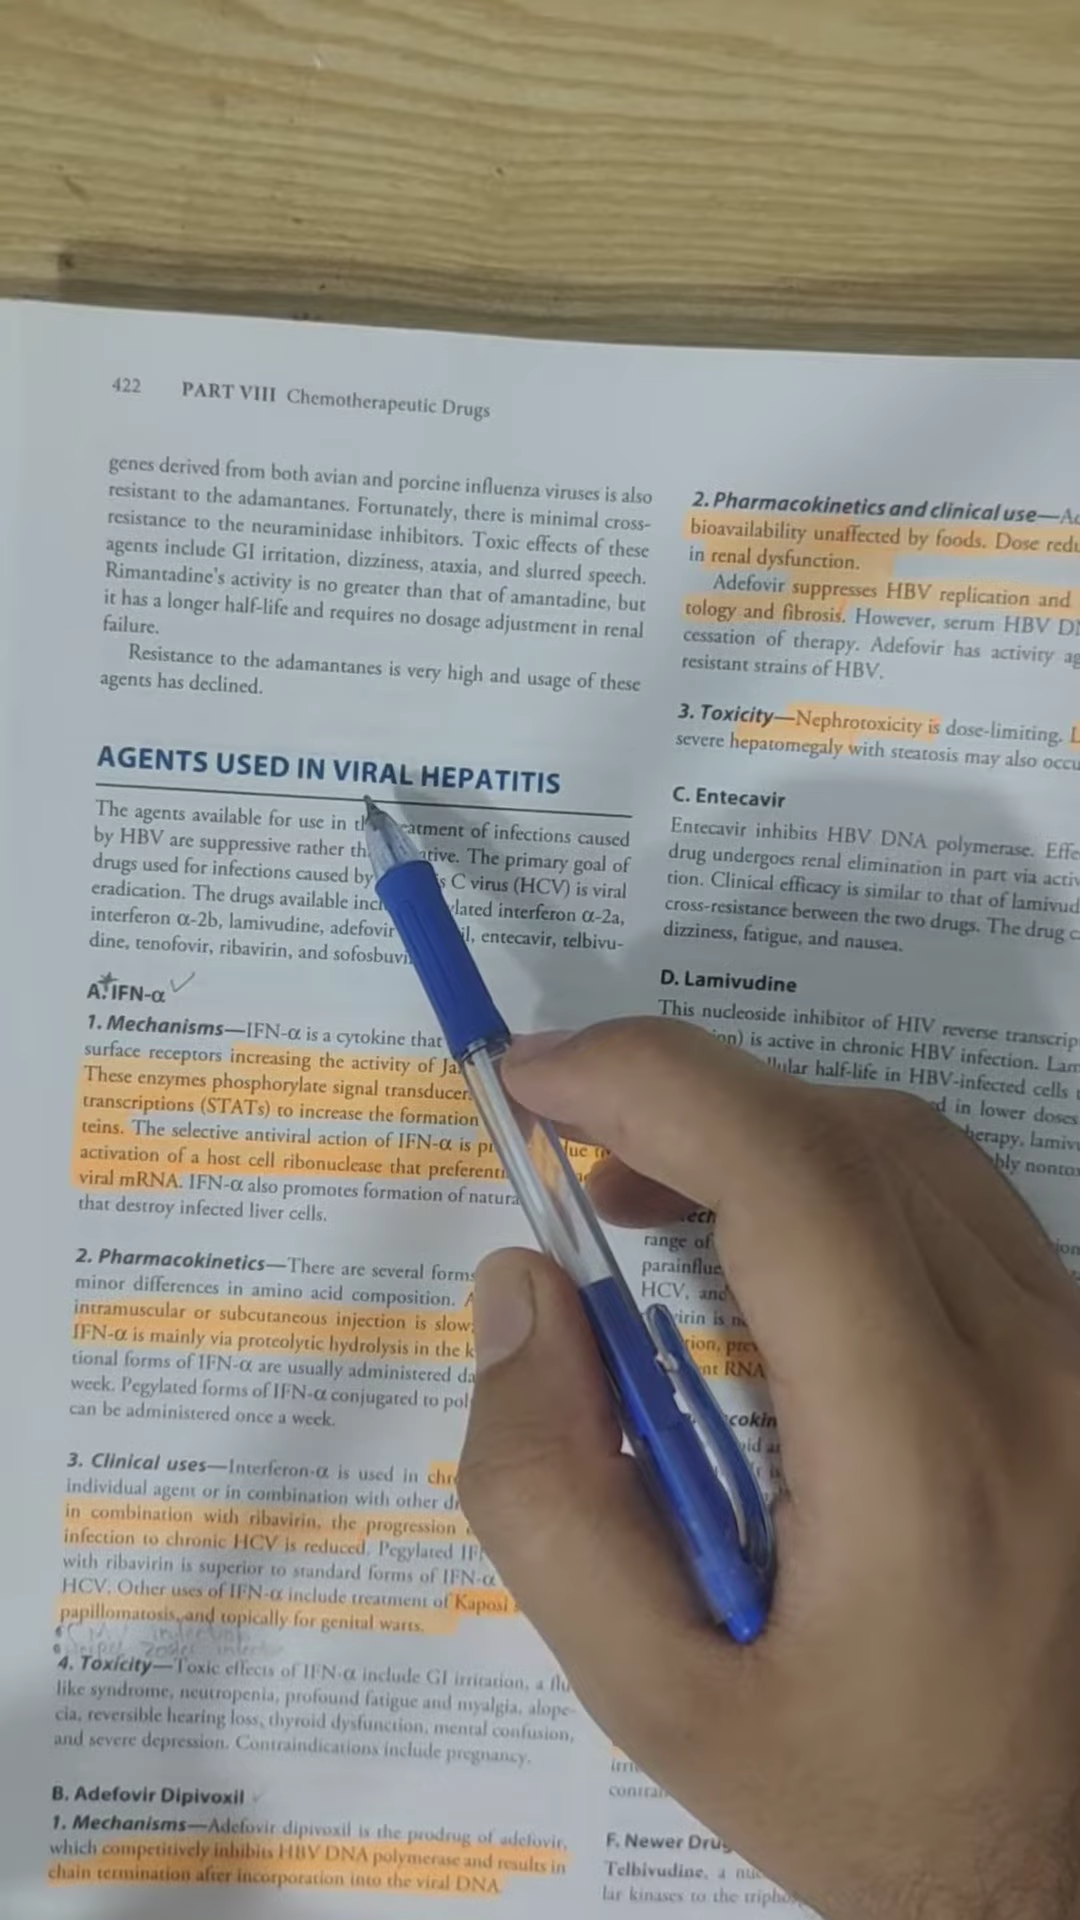 422 PART VIII Chemotherapeutic Drugs
genes derived from both avian and porcine influenza viruses is also
resistant to the adamantanes. Fortunately, there is minimal cross-
resistance to the neuraminidase inhibitors. Toxic effects of these
agents include GI irritation, dizziness, ataxia, and slurred speech.
Rimantadine's activity is no greater than that of amantadine, but
it has a longer half-life and requires no dosage adjustment in renal
failure.
Resistance to the adamantanes is very high and usage of these
agents has declined.
AGENTS USED IN VIRAL HEPATITIS
The agents available for use in atment of infections caused
by HBV are suppressive rather ative. The primary goal of
drugs used for infections caused by is C virus (HCV) is viral
eradication. The drugs available ylated interferon α-2a,
interferon α-2b, lamivudine, adefovir il, entecavir, telbivu-
dine, tenofovir, ribavirin, and
A. IFN-α
1. Mechanisms—IFN-α is a cytokine that
surface receptors increasing the activity of
These enzymes phosphorylate signal
transcriptions (STATs) to increase the formation
teins. The selective antiviral action of IFN-α is
activation of a host cell ribonuclease that
viral mRNA. IFN-α also promotes formation of
that destroy infected liver cells.
2. Pharmacokinetics—There are several forms
minor differences in amino acid composition.
intramuscular or subcutaneous injection is slow;
IFN-α is mainly via proteolytic hydrolysis in the
tional forms of IFN-α are usually administered
week. Pegylated forms of IFN-α conjugated to
can be administered once a week.
3. Clinical uses—Interferon-α is used in
individual agent or in combination with other
in combination with ribavirin, the progression
infection to chronic HCV is reduced. Pegylated
with ribavirin is superior to standard forms of IFN-α
HCV. Other uses of IFN-α include treatment of Kaposi
papillomatosis, and topically for genital warts.
4. Toxicity—Toxic effects of IFN-α include GI irritation, a
like syndrome, neutropenia, profound fatigue and myalgia, alope-
cia, reversible hearing loss, thyroid dysfunction, mental confusion,
and severe depression. Contraindications include pregnancy.
B. Adefovir Dipivoxil
1. Mechanisms—Adefovir dipivoxil is the prodrug of adefovir,
which competitively inhibits HBV DNA polymerase and results in
chain termination after incorporation into the viral DNA
2. Pharmacokinetics and clinical use—
bioavailability unaffected by foods. Dose
in renal dysfunction.
Adefovir suppresses HBV replication and
tology and fibrosis. However, serum HBV
cessation of therapy. Adefovir has activity
resistant strains of HBV.
3. Toxicity—Nephrotoxicity is dose-limiting.
severe hepatomegaly with steatosis may also
C. Entecavir
Entecavir inhibits HBV DNA polymerase.
drug undergoes renal elimination in part via
tion. Clinical efficacy is similar to that of
cross-resistance between the two drugs. The drug
dizziness, fatigue, and nausea.
D. Lamivudine
This nucleoside inhibitor of HIV reverse
is active in chronic HBV infection.
half-life in HBV-infected cells
in lower doses
range of
HCV, and
RNA
F. Newer
Telbivudine, a
lar kinases to the